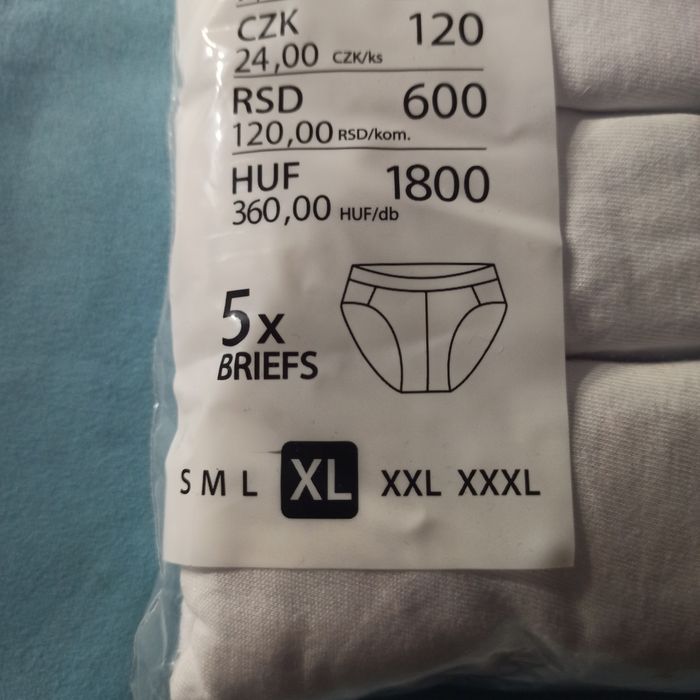 CZK 120
24,00 CZK/ks
RSD 600
120,00 RSD/kom.
HUF 1800
360,00 HUF/db
5x
BRIEFS
S M L XL XXL XXXL